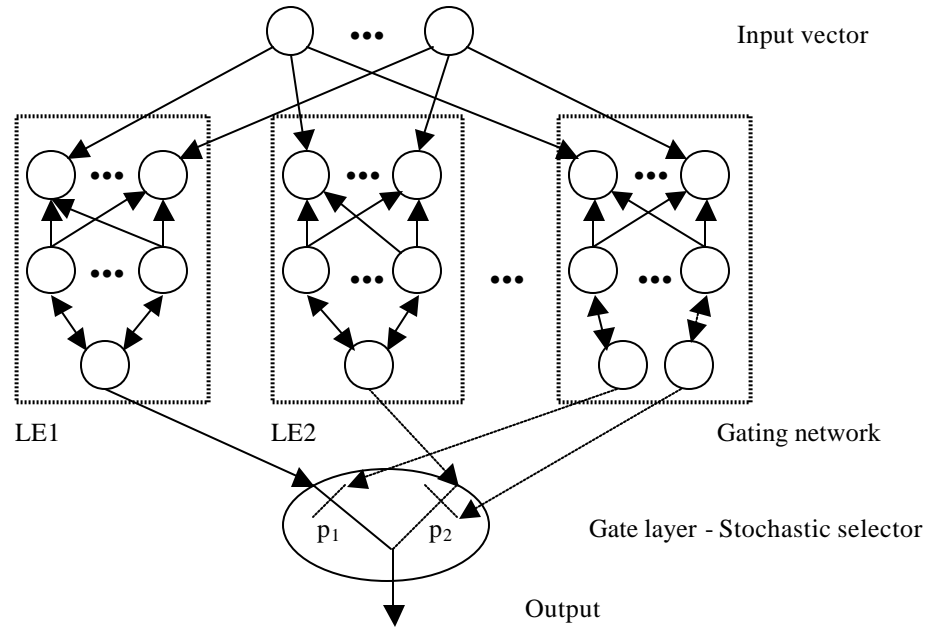 Input vector
LE1
LE2
Gating network
p1
p2
Gate layer - Stochastic selector
Output